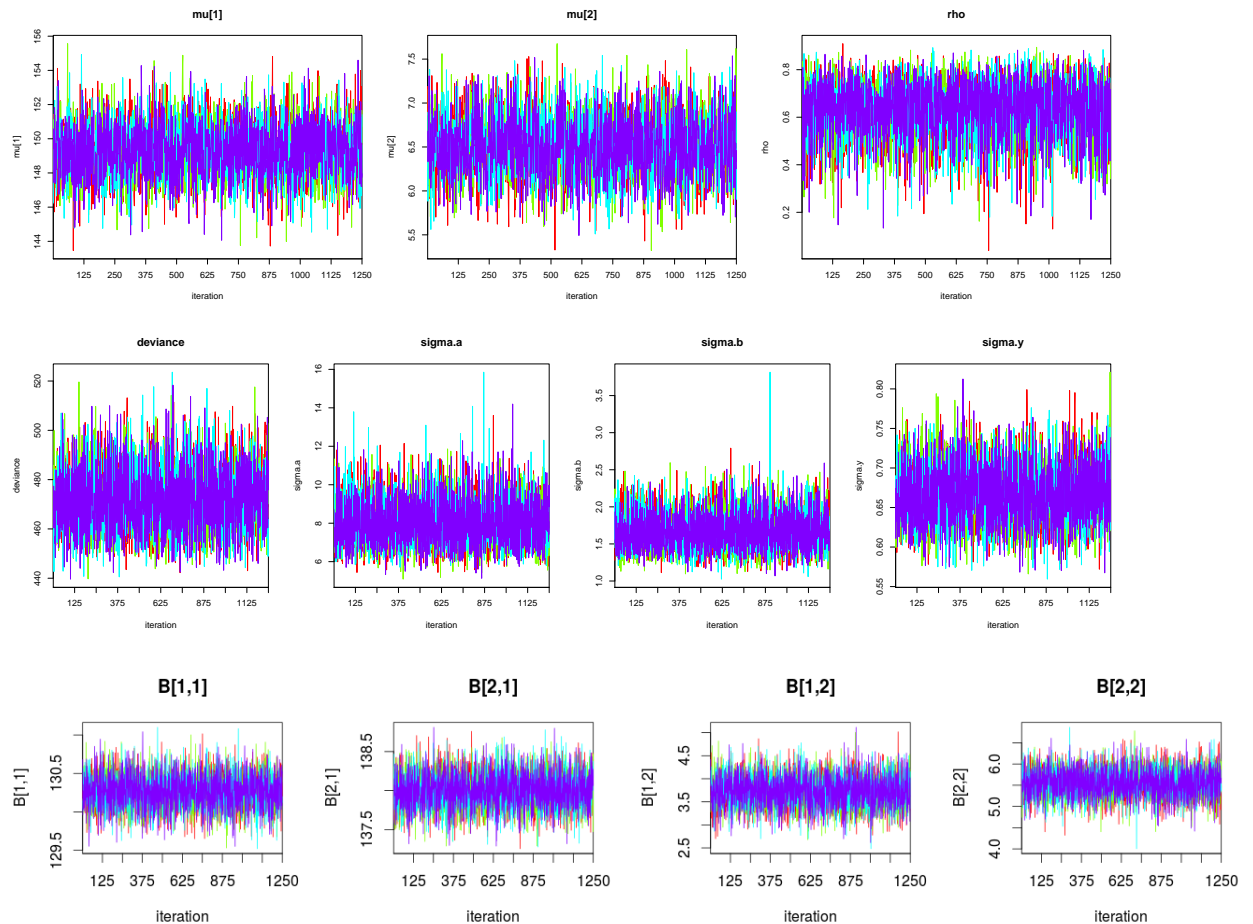 mu[1] mu[2] rho
mu[1]
144 146 148 150 152 154 156
125 250 375 500 625 750 875 1000 1250
iteration
mu[2]
5.5 6.0 6.5 7.0 7.5
125 250 375 500 625 750 875 1000 1250
iteration
rho
0.2 0.4 0.6 0.8
125 250 375 500 625 750 875 1000 1250
iteration
deviance sigma.a sigma.b sigma.y
deviance
440 460 480 500 520
125 375 625 875 1125
iteration
sigma.a
6 8 10 12 14 16
125 375 625 875 1125
iteration
sigma.b
1.0 1.5 2.0 2.5 3.0 3.5
125 375 625 875 1125
iteration
sigma.y
0.55 0.60 0.65 0.70 0.75 0.80
125 375 625 875 1125
iteration
B[1,1] B[2,1] B[1,2] B[2,2]
B[1,1]
129.5 130.5
125 375 625 875 1250
iteration
B[2,1]
137.5 138.5
125 375 625 875 1250
iteration
B[1,2]
2.5 3.5 4.5
125 375 625 875 1250
iteration
B[2,2]
4.0 5.0 6.0
125 375 625 875 1250
iteration